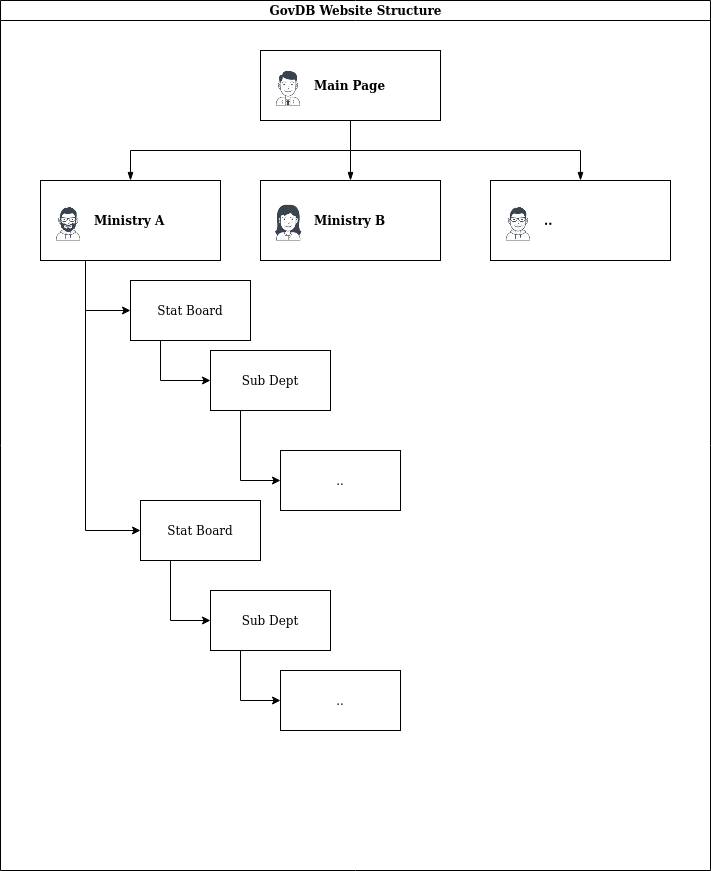 GovDB Website Structure
Main Page
Ministry A
Ministry B
..
Stat Board
Sub Dept
..
Stat Board
Sub Dept
..